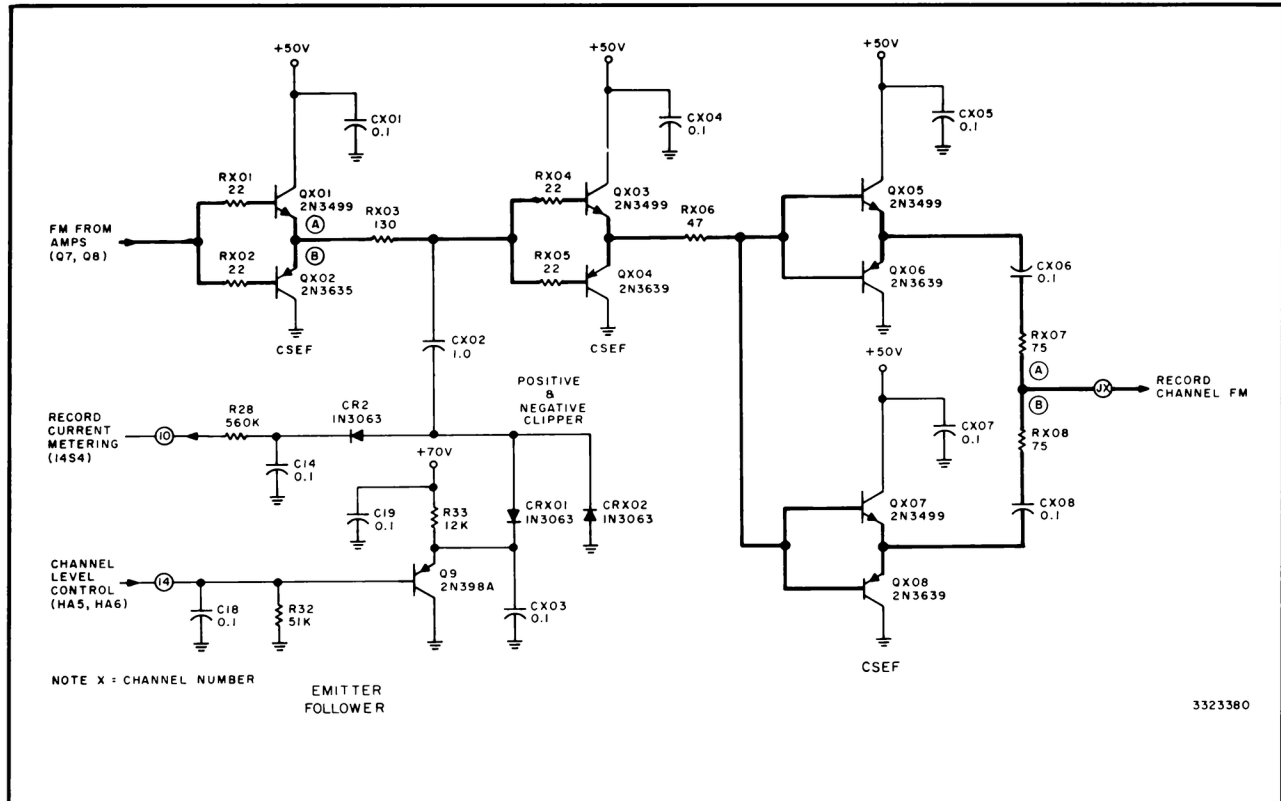 +50V
CX01
0.1
RX01
22
QX01
2N3499
A
B
RX03
130
FM FROM
AMPS
(Q7, Q8)
RX02
22
QX02
2N3635
CSEF
+50V
CX04
0.1
RX04
22
QX03
2N3499
RX06
47
RX05
22
QX04
2N3639
CSEF
+50V
CX05
0.1
QX05
2N3499
QX06
2N3639
CX06
0.1
RX07
75
A
JX
RECORD
CHANNEL FM
B
RX08
75
CX08
0.1
+50V
CX07
0.1
QX07
2N3499
QX08
2N3639
CSEF
CX02
1.0
POSITIVE
&
NEGATIVE
CLIPPER
RECORD
CURRENT
METERING
(14S4)
10
R28
560K
CR2
1N3063
C14
0.1
+70V
C19
0.1
R33
12K
CRX01
1N3063
CRX02
1N3063
CHANNEL
LEVEL
CONTROL
(HA5, HA6)
14
C18
0.1
R32
51K
Q9
2N398A
CX03
0.1
NOTE X = CHANNEL NUMBER
EMITTER
FOLLOWER
3323380